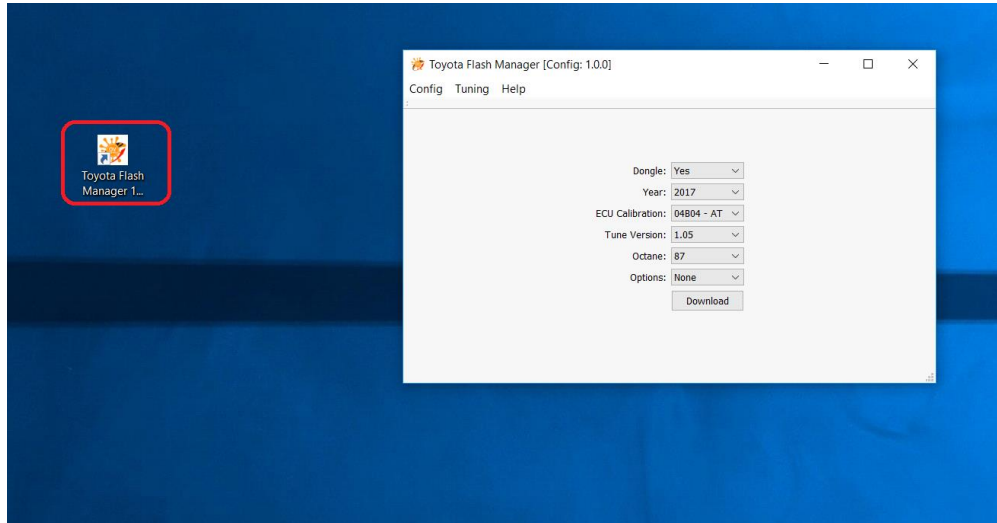 Toyota Flash Manager [Config: 1.0.0]
Config Tuning Help
Toyota Flash
Manager 1...
Dongle: Yes
Year: 2017
ECU Calibration: 04B04 - AT
Tune Version: 1.05
Octane: 87
Options: None
Download